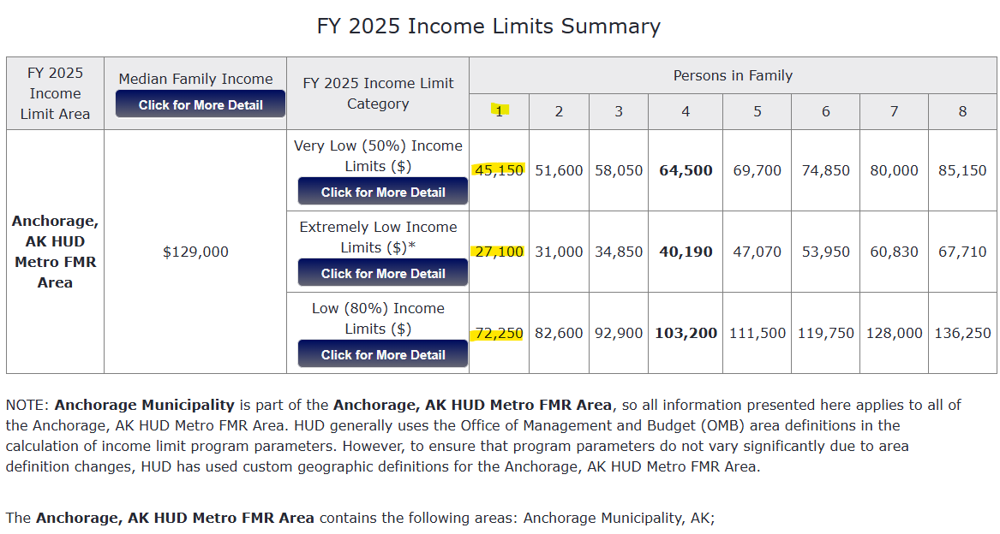 FY 2025 Income Limits Summary
FY 2025
Income
Limit Area
Median Family Income
Click for More Detail
FY 2025 Income Limit
Category
Persons in Family
1 2 3 4 5 6 7 8
Anchorage,
AK HUD
Metro FMR
Area
$129,000
Very Low (50%) Income
Limits ($)
Click for More Detail
45,150 51,600 58,050 64,500 69,700 74,850 80,000 85,150
Extremely Low Income
Limits ($)*
Click for More Detail
27,100 31,000 34,850 40,190 47,070 53,950 60,830 67,710
Low (80%) Income
Limits ($)
Click for More Detail
72,250 82,600 92,900 103,200 111,500 119,750 128,000 136,250
NOTE: Anchorage Municipality is part of the Anchorage, AK HUD Metro FMR Area, so all information presented here applies to all of
the Anchorage, AK HUD Metro FMR Area. HUD generally uses the Office of Management and Budget (OMB) area definitions in the
calculation of income limit program parameters. However, to ensure that program parameters do not vary significantly due to area
definition changes, HUD has used custom geographic definitions for the Anchorage, AK HUD Metro FMR Area.
The Anchorage, AK HUD Metro FMR Area contains the following areas: Anchorage Municipality, AK;